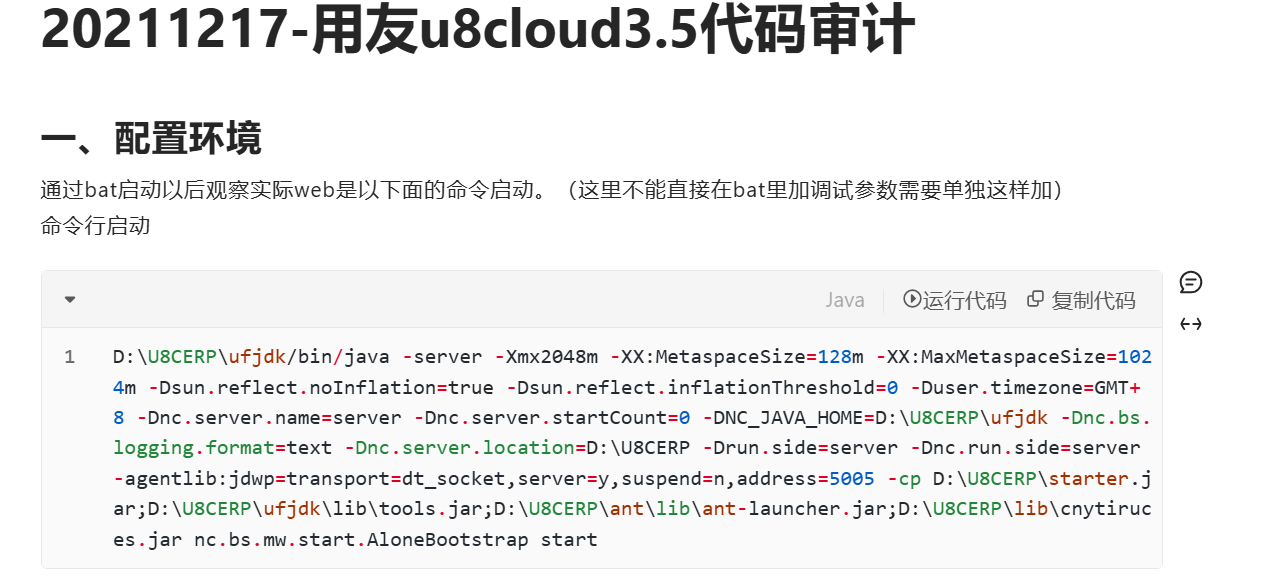 20211217-用友u8cloud3.5代码审计
一、配置环境
通过bat启动以后观察实际web是以下面的命令启动。（这里不能直接在bat里加调试参数需要单独这样加）
命令行启动
Java 运行代码 复制代码
1 D:\U8CERP\ufjdk/bin/java -server -Xmx2048m -XX:MetaspaceSize=128m -XX:MaxMetaspaceSize=102
4m -Dsun.reflect.noInflation=true -Dsun.reflect.inflationThreshold=0 -Duser.timezone=GMT+
8 -Dnc.server.name=server -Dnc.server.startCount=0 -DNC_JAVA_HOME=D:\U8CERP\ufjdk -Dnc.bs.
logging.format=text -Dnc.server.location=D:\U8CERP -Drun.side=server -Dnc.run.side=server
-agentlib:jdwp=transport=dt_socket,server=y,suspend=n,address=5005 -cp D:\U8CERP\starter.j
ar;D:\U8CERP\ufjdk\lib\tools.jar;D:\U8CERP\ant\lib\ant-launcher.jar;D:\U8CERP\lib\cnytiruc
es.jar nc.bs.mw.start.AloneBootstrap start